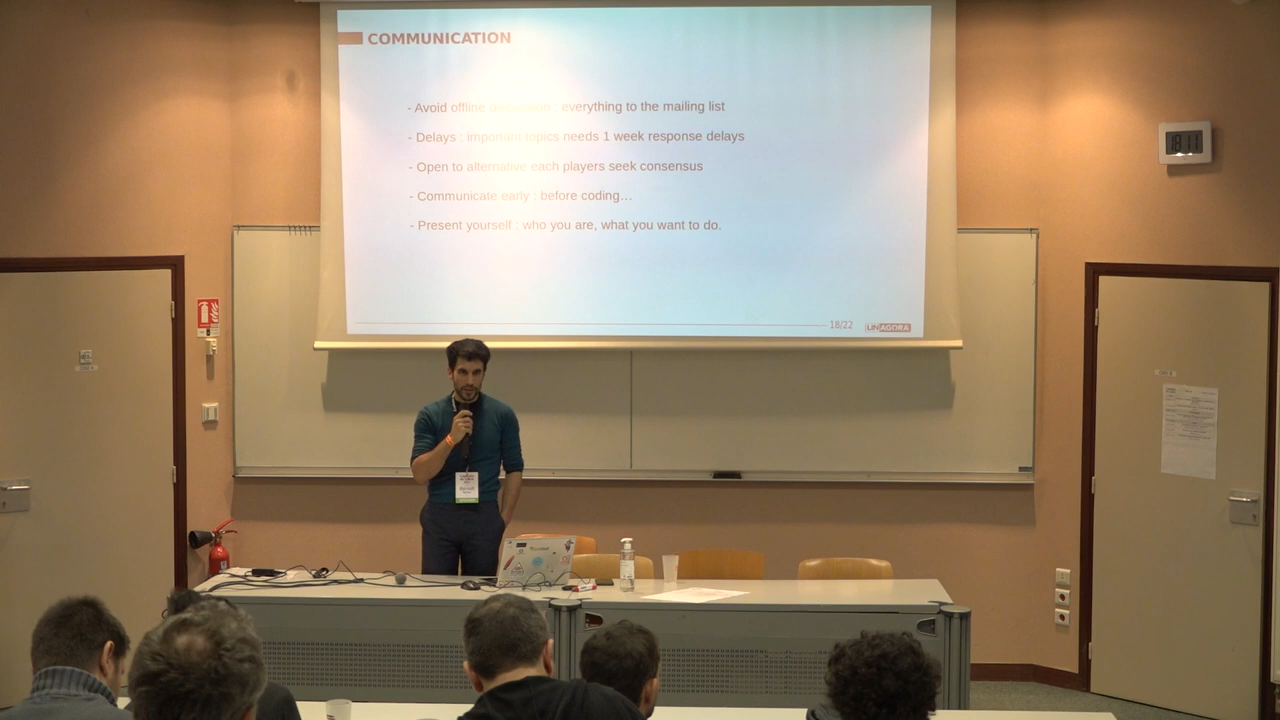 COMMUNICATION
- Avoid offline discussion : everything to the mailing list
- Delays : important topics needs 1 week response delays
- Open to alternative each players seek consensus
- Communicate early : before coding…
- Present yourself : who you are, what you want to do.
18/22
LINAGORA
18:11